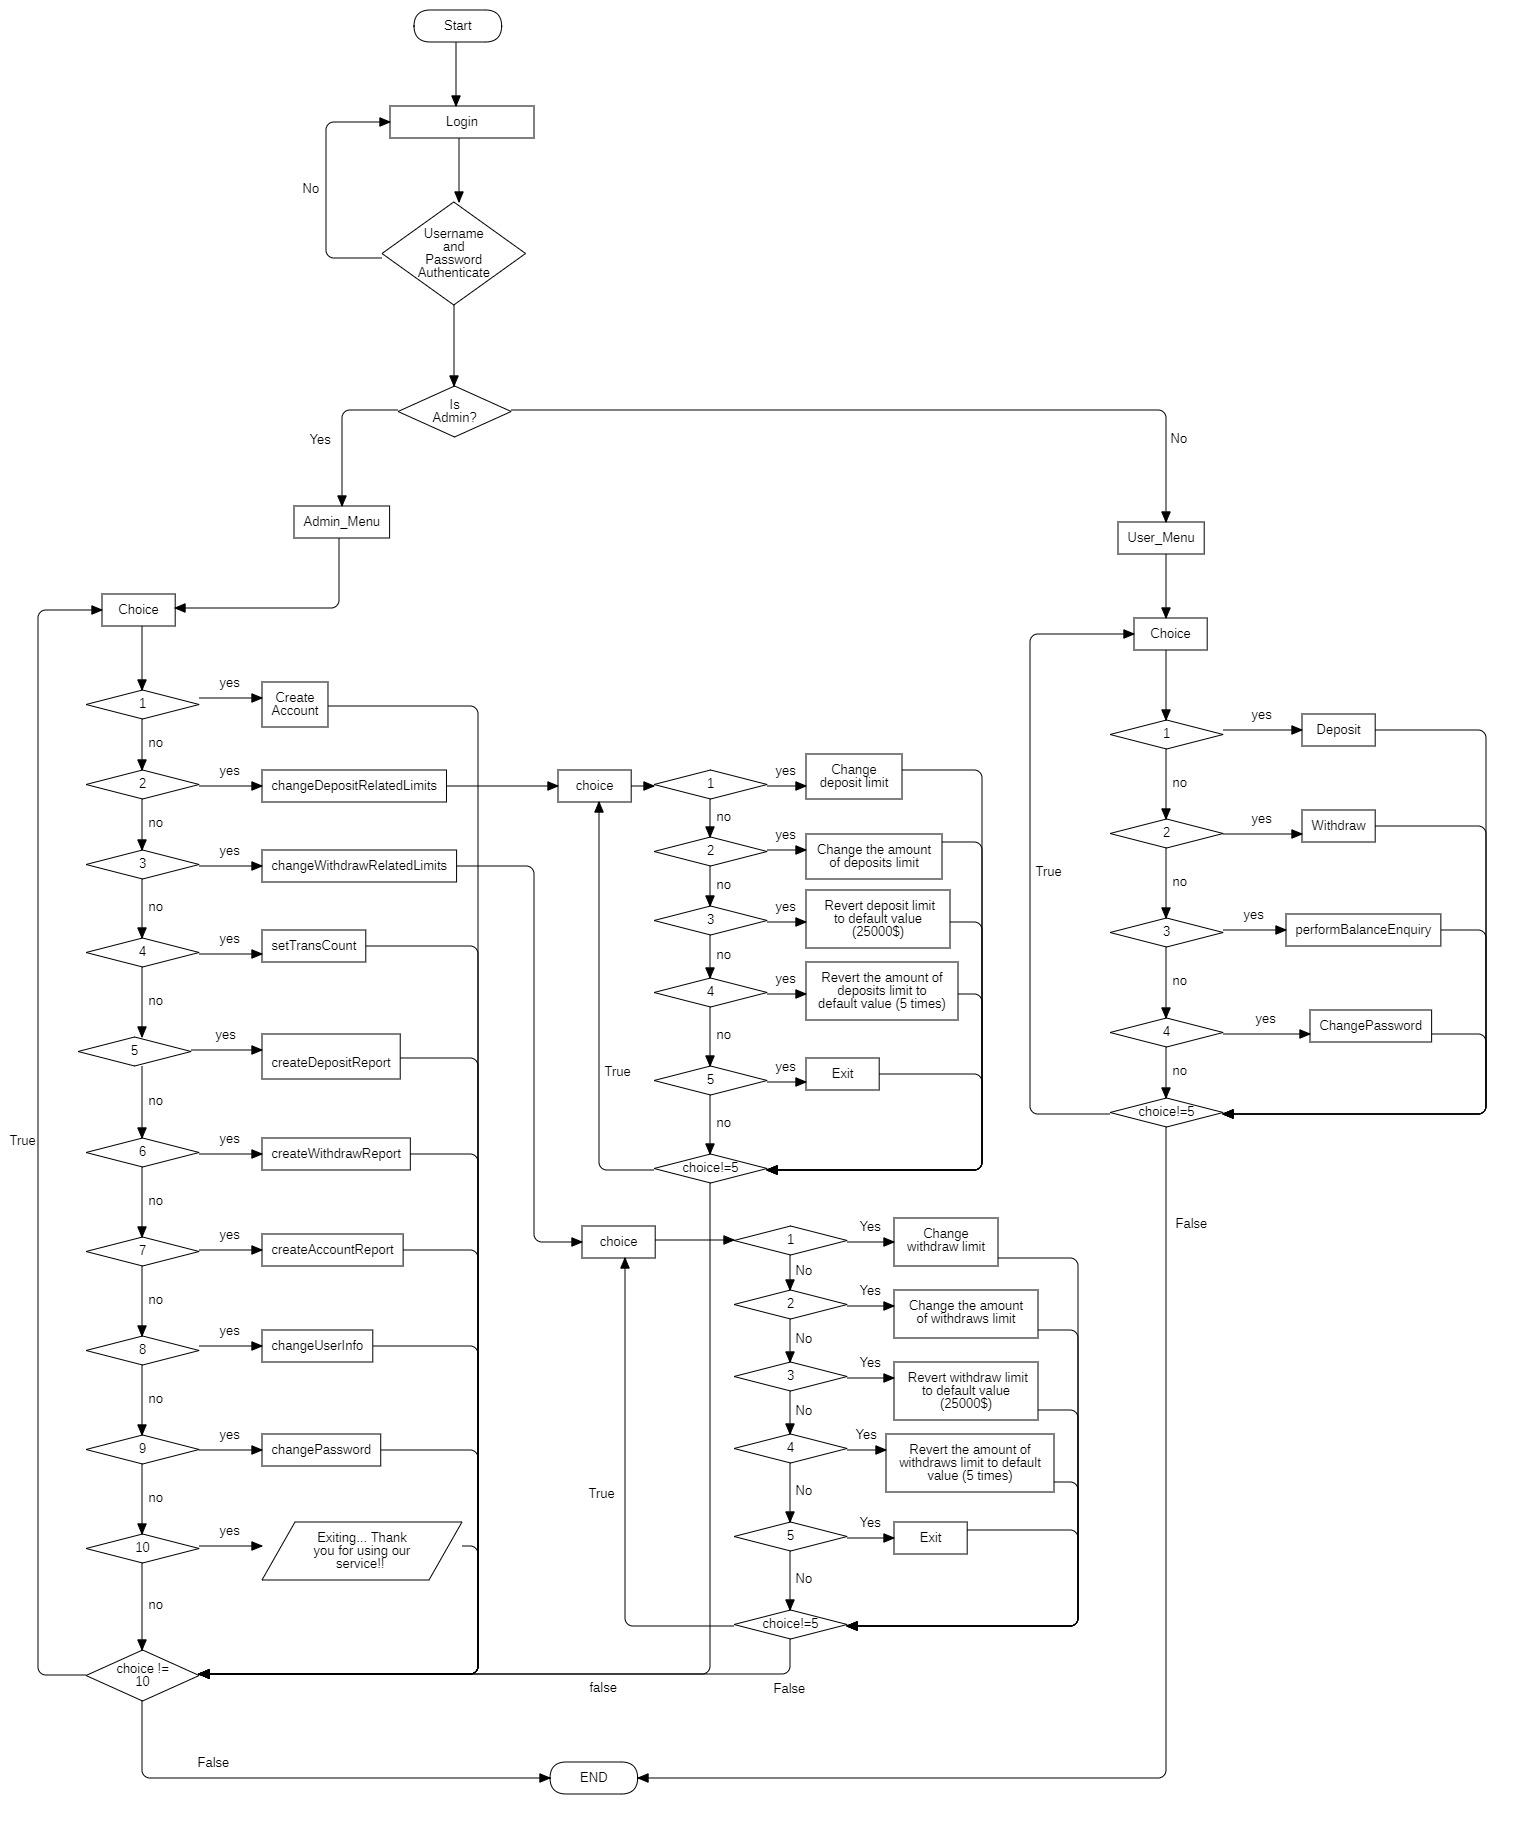 Start
Login
No
Username
and
Password
Authenticate
Is
Admin?
Yes
No
Admin_Menu
User_Menu
Choice
1
yes
Create
Account
no
2
yes
changeDepositRelatedLimits
no
3
yes
changeWithdrawRelatedLimits
no
4
yes
setTransCount
no
5
yes
createDepositReport
no
6
yes
createWithdrawReport
no
7
yes
createAccountReport
no
8
yes
changeUserInfo
no
9
yes
changePassword
no
10
yes
Exiting... Thank
you for using our
service!!
no
choice !=
10
True
False
choice
1
yes
Change
deposit limit
no
2
yes
Change the amount
of deposits limit
no
3
yes
Revert deposit limit
to default value
(25000$)
no
4
yes
Revert the amount of
deposits limit to
default value (5 times)
no
5
yes
Exit
no
True
choice!=5
false
choice
1
Yes
Change
withdraw limit
No
2
Yes
Change the amount
of withdraws limit
No
3
Yes
Revert withdraw limit
to default value
(25000$)
No
4
Yes
Revert the amount of
withdraws limit to default
value (5 times)
No
5
Yes
Exit
No
True
choice!=5
False
Choice
1
yes
Deposit
no
2
yes
Withdraw
no
3
yes
performBalanceEnquiry
no
4
yes
ChangePassword
no
True
choice!=5
False
END